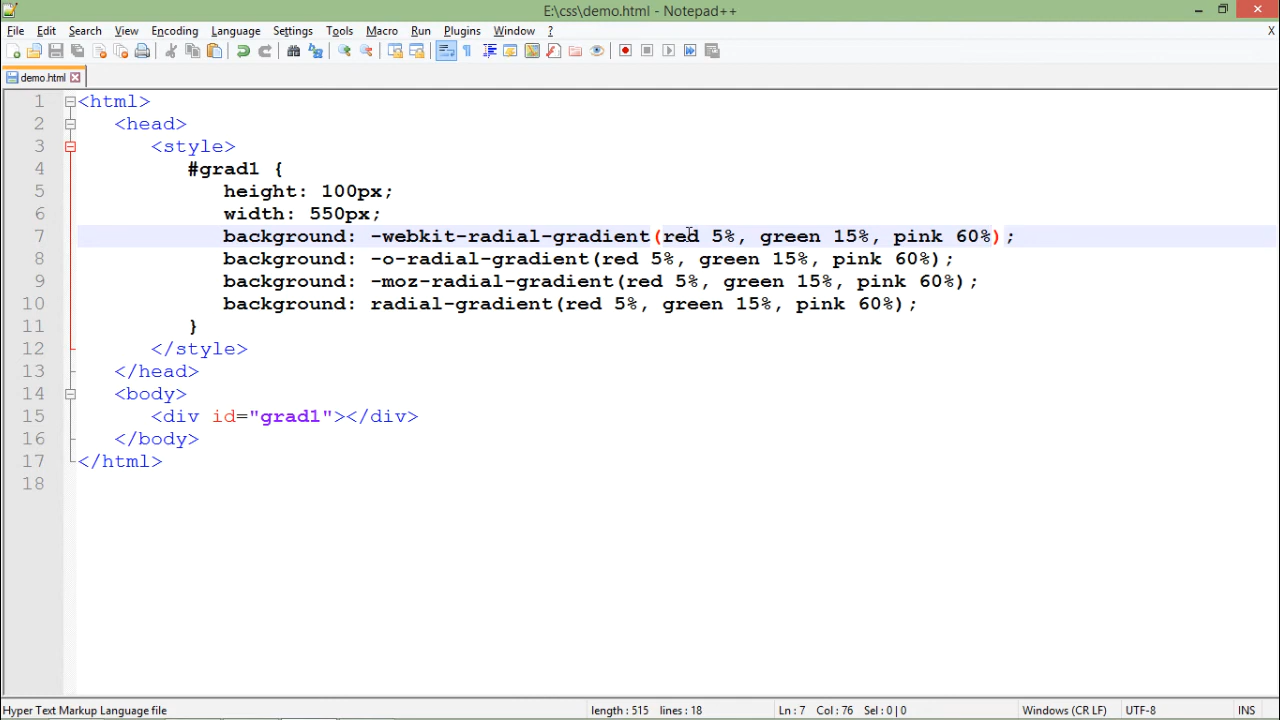 E:\css\demo.html - Notepad++
File Edit Search View Encoding Language Settings Tools Macro Run Plugins Window ? X
demo.html
1 <html>
2 <head>
3 <style>
4 #grad1 {
5 height: 100px;
6 width: 550px;
7 background: -webkit-radial-gradient(red 5%, green 15%, pink 60%);
8 background: -o-radial-gradient(red 5%, green 15%, pink 60%);
9 background: -moz-radial-gradient(red 5%, green 15%, pink 60%);
10 background: radial-gradient(red 5%, green 15%, pink 60%);
11 }
12 </style>
13 </head>
14 <body>
15 <div id="grad1"></div>
16 </body>
17 </html>
18
Hyper Text Markup Language file length : 515 lines : 18 Ln : 7 Col : 76 Sel : 0 | 0 Windows (CR LF) UTF-8 INS